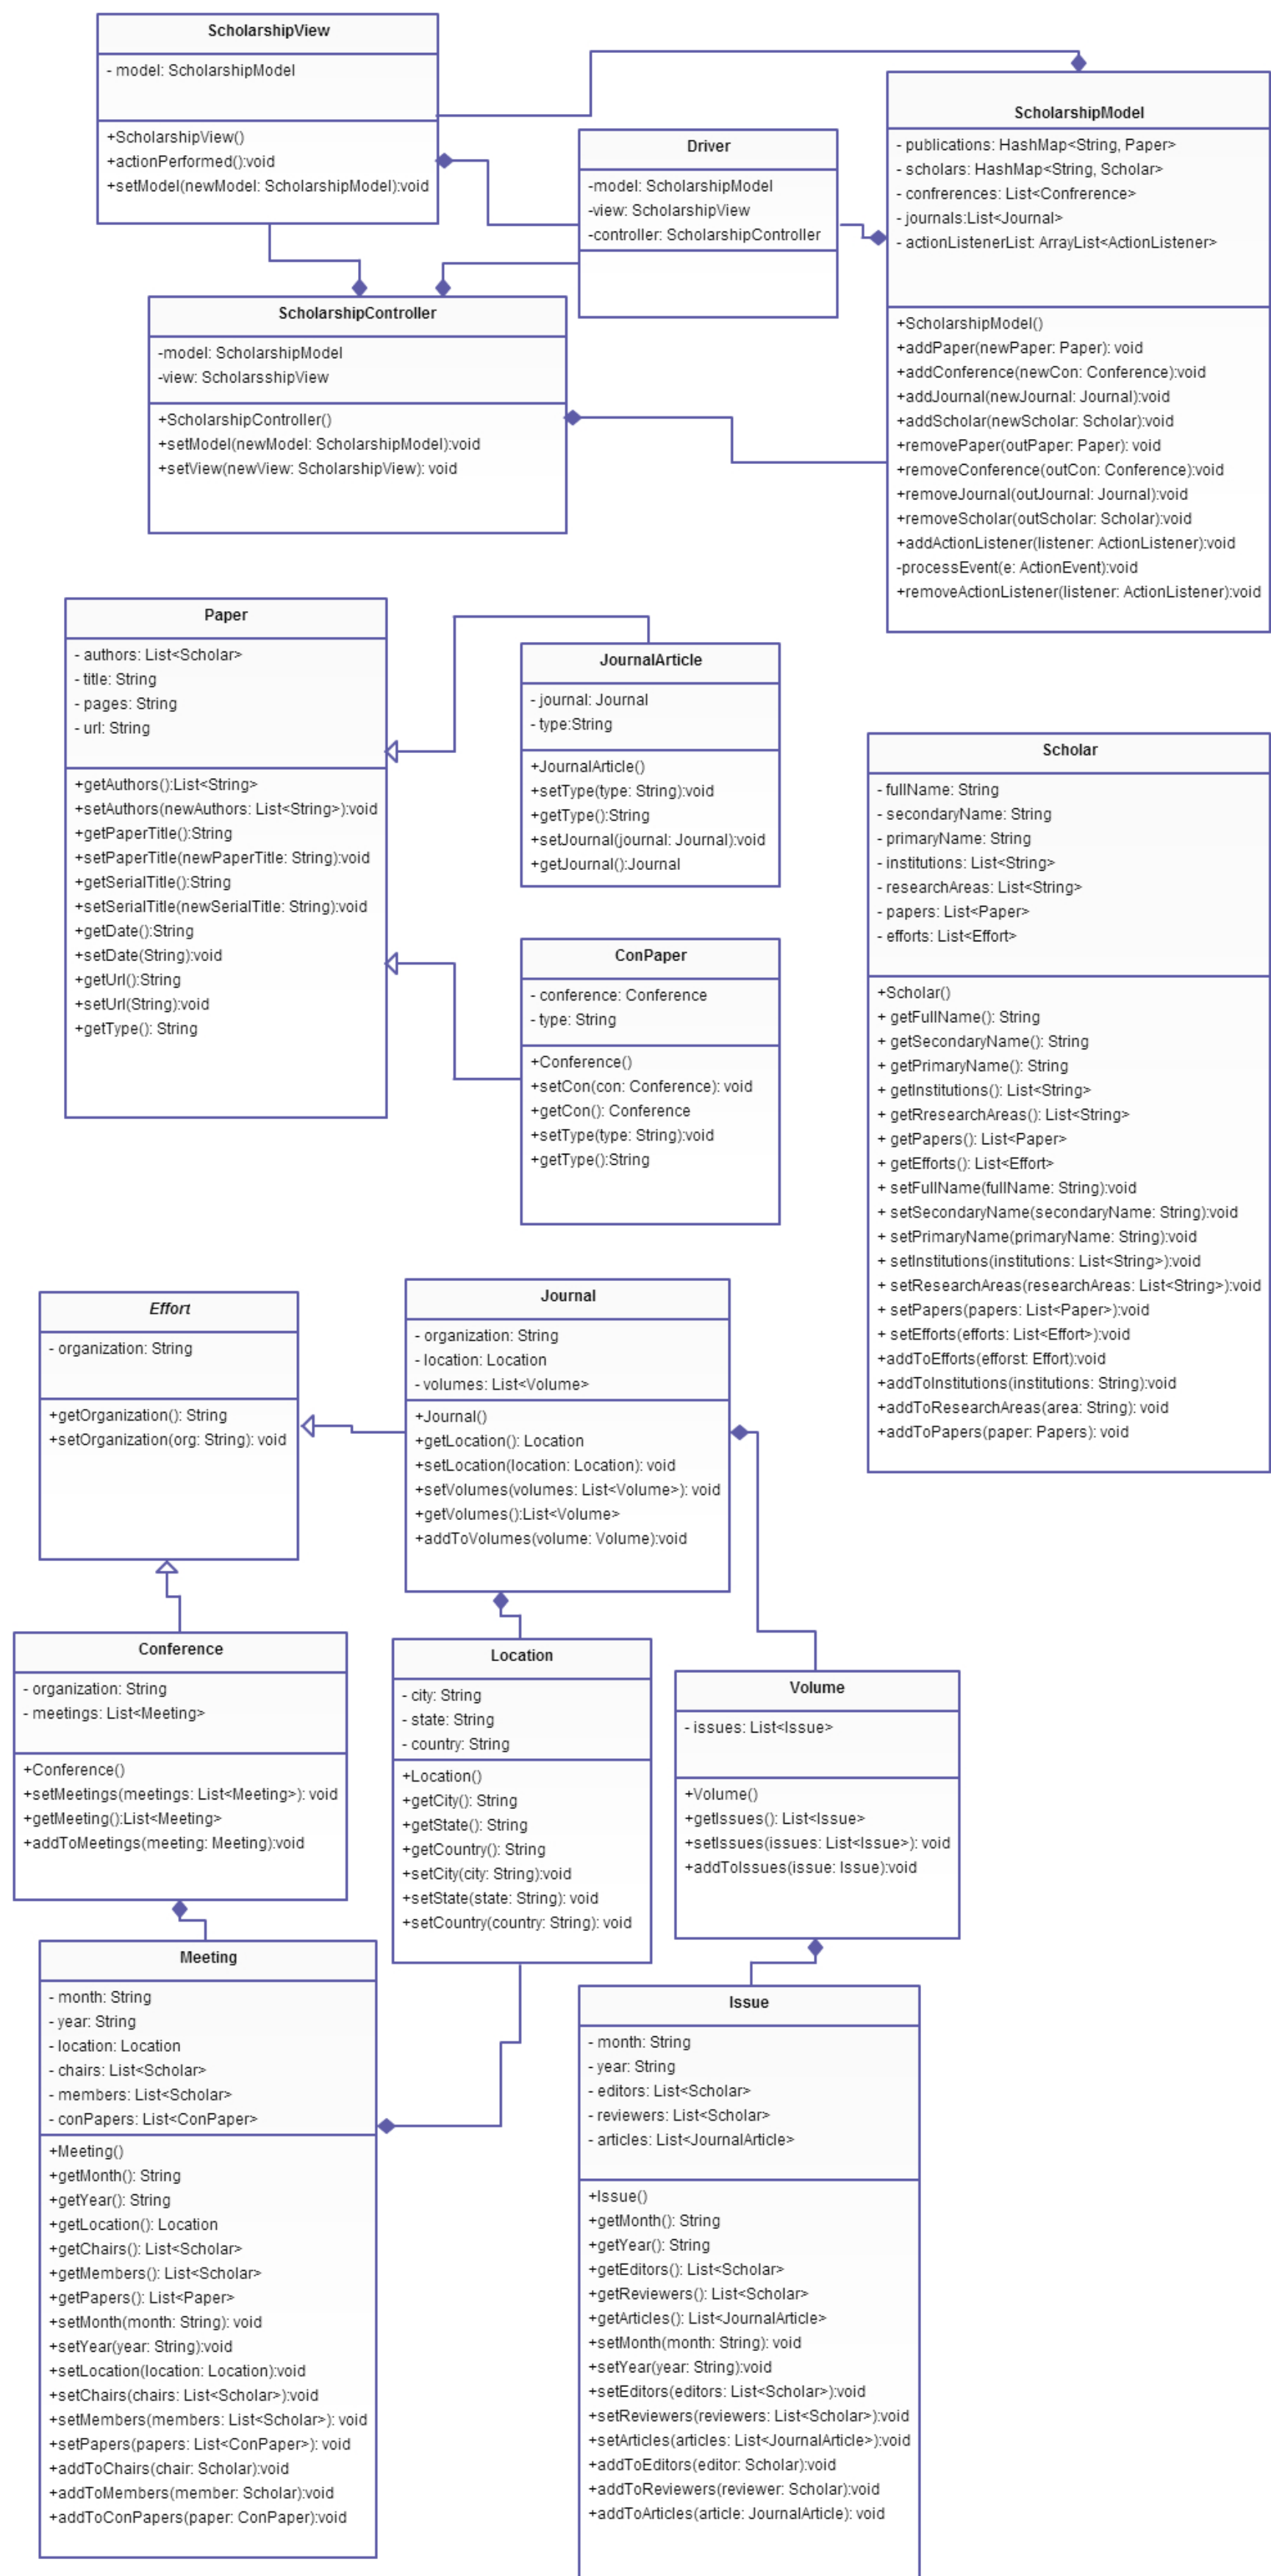 ScholarshipView
- model: ScholarshipModel
+ScholarshipView()
+actionPerformed():void
+setModel(newModel: ScholarshipModel):void
Driver
-model: ScholarshipModel
-view: ScholarshipView
-controller: ScholarshipController
ScholarshipModel
- publications: HashMap<String, Paper>
- scholars: HashMap<String, Scholar>
- confrerences: List<Confrerence>
- journals:List<Journal>
- actionListenerList: ArrayList<ActionListener>
+ScholarshipModel()
+addPaper(newPaper: Paper): void
+addConference(newCon: Conference):void
+addJournal(newJournal: Journal):void
+addScholar(newScholar: Scholar):void
+removePaper(outPaper: Paper): void
+removeConference(outCon: Conference):void
+removeJournal(outJournal: Journal):void
+removeScholar(outScholar: Scholar):void
+addActionListener(listener: ActionListener):void
-processEvent(e: ActionEvent):void
+removeActionListener(listener: ActionListener):void
ScholarshipController
-model: ScholarshipModel
-view: ScholarsshipView
+ScholarshipController()
+setModel(newModel: ScholarshipModel):void
+setView(newView: ScholarshipView): void
Paper
- authors: List<Scholar>
- title: String
- pages: String
- url: String
+getAuthors():List<String>
+setAuthors(newAuthors: List<String>):void
+getPaperTitle():String
+setPaperTitle(newPaperTitle: String):void
+getSerialTitle():String
+setSerialTitle(newSerialTitle: String):void
+getDate():String
+setDate(String):void
+getUrl():String
+setUrl(String):void
+getType(): String
JournalArticle
- journal: Journal
- type:String
+JournalArticle()
+setType(type: String):void
+getType():String
+setJournal(journal: Journal):void
+getJournal():Journal
ConPaper
- conference: Conference
- type: String
+Conference()
+setCon(con: Conference): void
+getCon(): Conference
+setType(type: String):void
+getType():String
Scholar
- fullName: String
- secondaryName: String
- primaryName: String
- institutions: List<String>
- researchAreas: List<String>
- papers: List<Paper>
- efforts: List<Effort>
+Scholar()
+ getFullName(): String
+ getSecondaryName(): String
+ getPrimaryName(): String
+ getInstitutions(): List<String>
+ getRresearchAreas(): List<String>
+ getPapers(): List<Paper>
+ getEfforts(): List<Effort>
+ setFullName(fullName: String):void
+ setSecondaryName(secondaryName: String):void
+ setPrimaryName(primaryName: String):void
+ setInstitutions(institutions: List<String>):void
+ setResearchAreas(researchAreas: List<String>):void
+ setPapers(papers: List<Paper>):void
+ setEfforts(efforts: List<Effort>):void
+addToEfforts(efforst: Effort):void
+addToInstitutions(institutions: String):void
+addToResearchAreas(area: String): void
+addToPapers(paper: Papers): void
Effort
- organization: String
+getOrganization(): String
+setOrganization(org: String): void
Journal
- organization: String
- location: Location
- volumes: List<Volume>
+Journal()
+getLocation(): Location
+setLocation(location: Location): void
+setVolumes(volumes: List<Volume>): void
+getVolumes():List<Volume>
+addToVolumes(volume: Volume):void
Conference
- organization: String
- meetings: List<Meeting>
+Conference()
+setMeetings(meetings: List<Meeting>): void
+getMeeting():List<Meeting>
+addToMeetings(meeting: Meeting):void
Location
- city: String
- state: String
- country: String
+Location()
+getCity(): String
+getState(): String
+getCountry(): String
+setCity(city: String):void
+setState(state: String): void
+setCountry(country: String): void
Volume
- issues: List<Issue>
+Volume()
+getIssues(): List<Issue>
+setIssues(issues: List<Issue>): void
+addToIssues(issue: Issue):void
Meeting
- month: String
- year: String
- location: Location
- chairs: List<Scholar>
- members: List<Scholar>
- conPapers: List<ConPaper>
+Meeting()
+getMonth(): String
+getYear(): String
+getLocation(): Location
+getChairs(): List<Scholar>
+getMembers(): List<Scholar>
+getPapers(): List<Paper>
+setMonth(month: String): void
+setYear(year: String):void
+setLocation(location: Location):void
+setChairs(chairs: List<Scholar>):void
+setMembers(members: List<Scholar>): void
+setPapers(papers: List<ConPaper>): void
+addToChairs(chair: Scholar):void
+addToMembers(member: Scholar):void
+addToConPapers(paper: ConPaper):void
Issue
- month: String
- year: String
- editors: List<Scholar>
- reviewers: List<Scholar>
- articles: List<JournalArticle>
+Issue()
+getMonth(): String
+getYear(): String
+getEditors(): List<Scholar>
+getReviewers(): List<Scholar>
+getArticles(): List<JournalArticle>
+setMonth(month: String): void
+setYear(year: String):void
+setEditors(editors: List<Scholar>):void
+setReviewers(reviewers: List<Scholar>):void
+setArticles(articles: List<JournalArticle>):void
+addToEditors(editor: Scholar):void
+addToReviewers(reviewer: Scholar):void
+addToArticles(article: JournalArticle): void